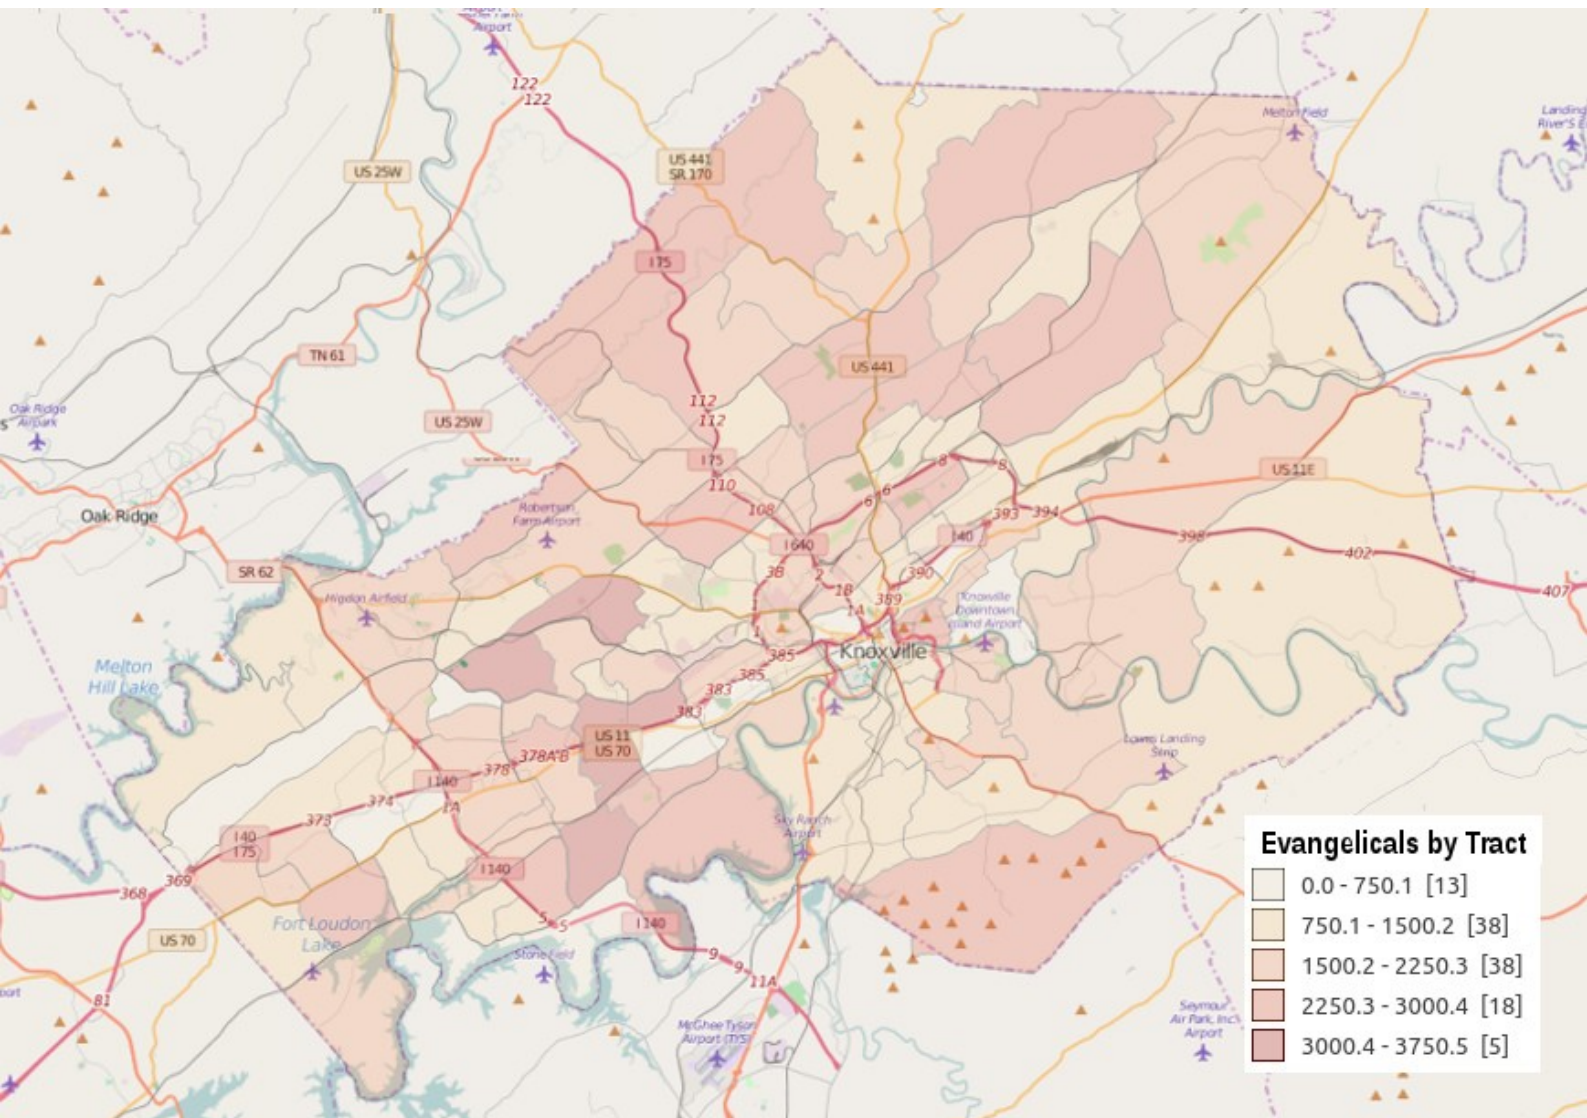 Airport
122
122
US 441
SR 170
US 25W
Melton Field
Landing
River's E
I 75
TN 61
US 441
Oak Ridge
Airpark
US 25W
112
112
I 75
110
108
8
8
6
6
US 11E
393
394
398
402
407
Oak Ridge
Robertson
Farm Airport
I 640
I 40
SR 62
3B
2
1B
1A
390
389
Higdon Airfield
Knoxville
Downtown
Island Airport
1
385
Knoxville
385
383
383
Melton
Hill Lake
US 11
US 70
378A-B
378
I 140
374
1A
373
Lowns Landing
Strip
I 40
I 75
Sky Ranch
Airport
369
368
I 140
5
5
I 140
Fort Loudon
Lake
US 70
Stone Field
9
9
11A
81
McGhee Tyson
Airport (TYS)
Seymour
Air Park, Inc.
Airport
Evangelicals by Tract
0.0 - 750.1 [13]
750.1 - 1500.2 [38]
1500.2 - 2250.3 [38]
2250.3 - 3000.4 [18]
3000.4 - 3750.5 [5]